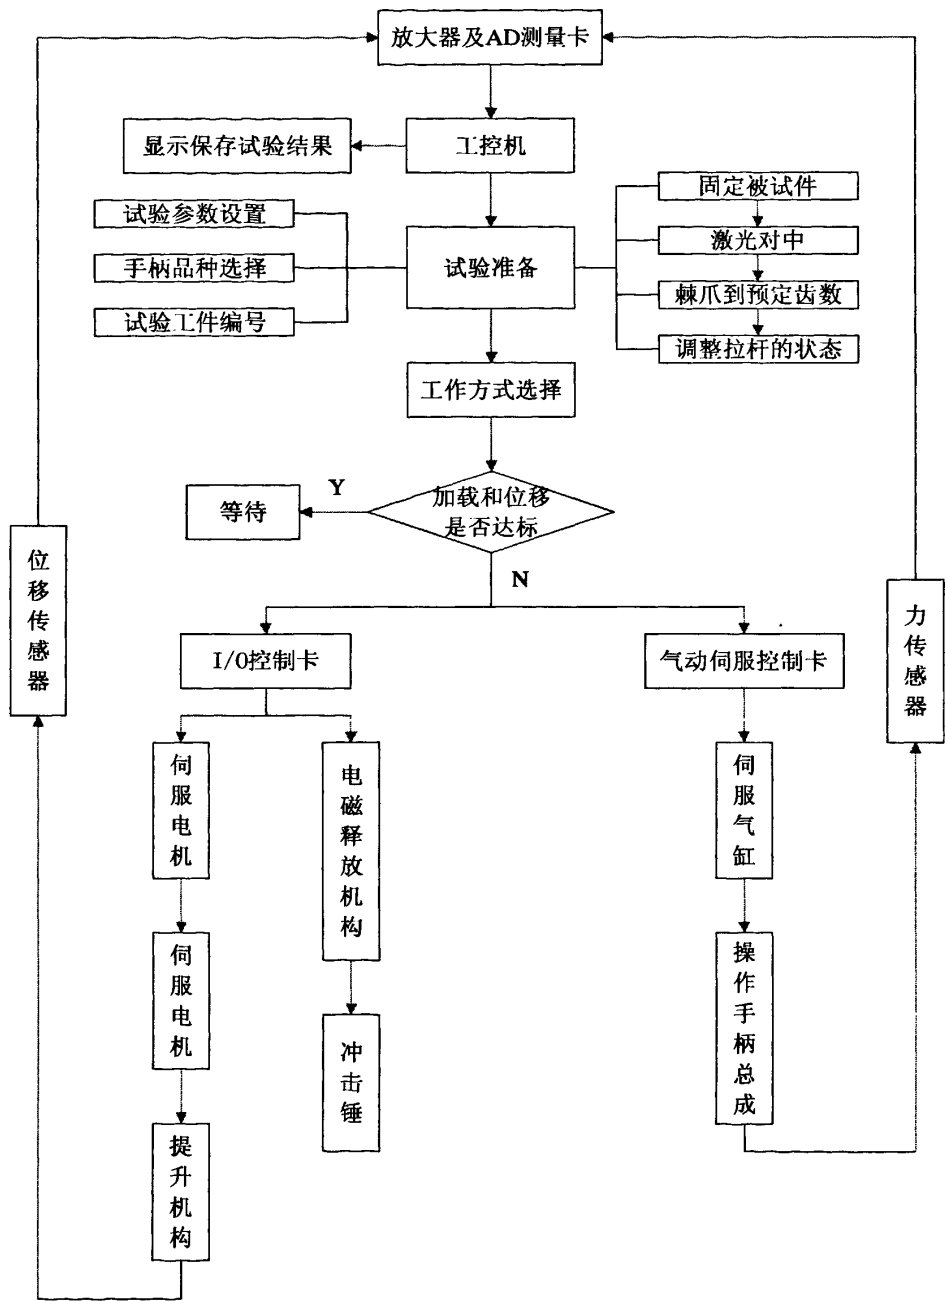 放大器及AD测量卡
显示保存试验结果
工控机
试验参数设置
手柄品种选择
试验工件编号
试验准备
固定被试件
激光对中
棘爪到预定齿数
调整拉杆的状态
工作方式选择
加载和位移
是否达标
Y
等待
N
位移传感器
力传感器
I/O控制卡
气动伺服控制卡
伺服电机
电磁释放机构
伺服气缸
伺服电机
冲击锤
操作手柄总成
提升机构